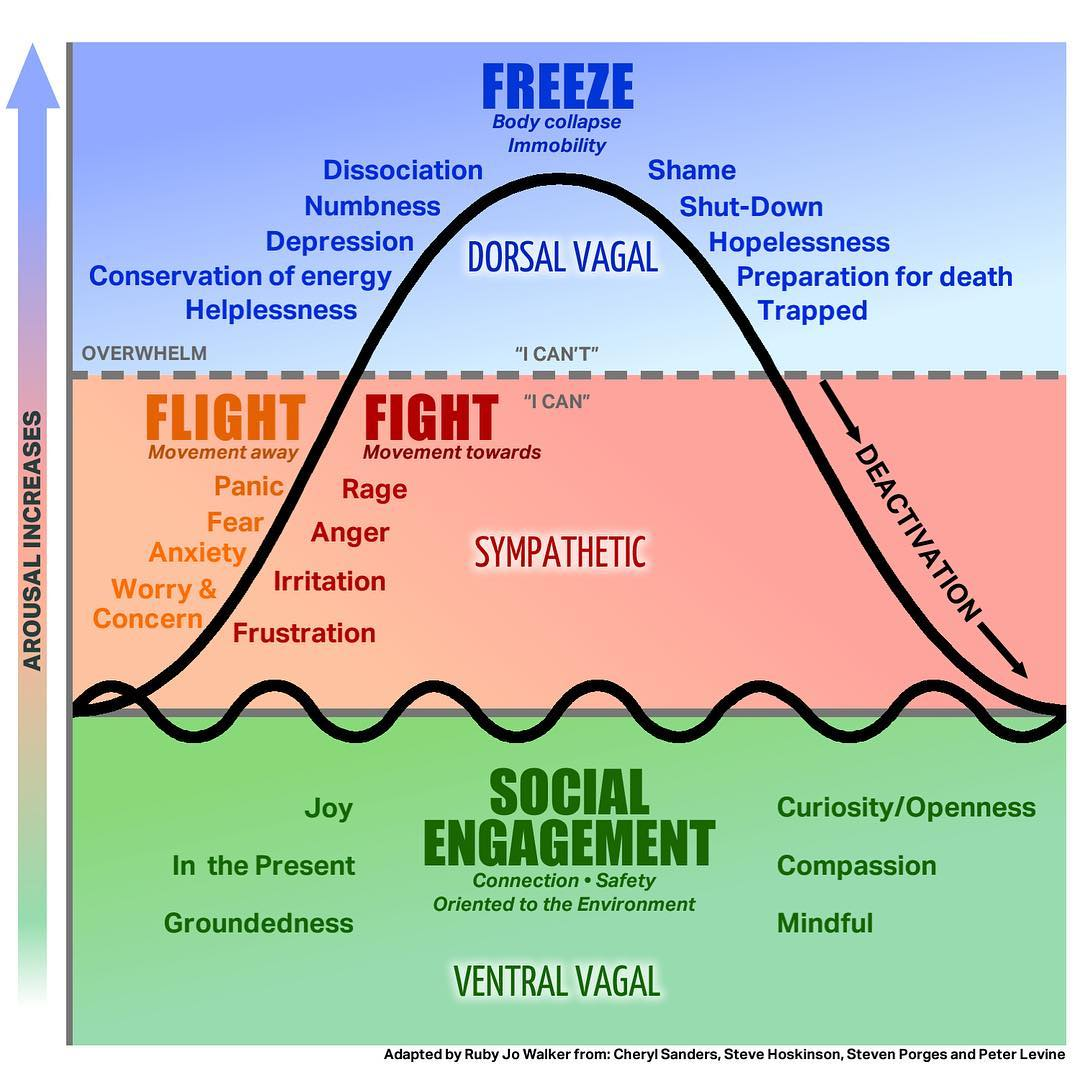 FREEZE
Body collapse
Immobility
Dissociation
Shame
Numbness
Shut-Down
Depression
DORSAL VAGAL
Hopelessness
Conservation of energy
Preparation for death
Helplessness
Trapped
OVERWHELM
“I CAN’T”
“I CAN”
FLIGHT
Movement away
FIGHT
Movement towards
Panic
Rage
Fear
Anger
Anxiety
SYMPATHETIC
Worry &
Concern
Irritation
Frustration
DEACTIVATION
AROUSAL INCREASES
SOCIAL
ENGAGEMENT
Connection • Safety
Oriented to the Environment
Joy
Curiosity/Openness
In the Present
Compassion
Groundedness
Mindful
VENTRAL VAGAL
Adapted by Ruby Jo Walker from: Cheryl Sanders, Steve Hoskinson, Steven Porges and Peter Levine